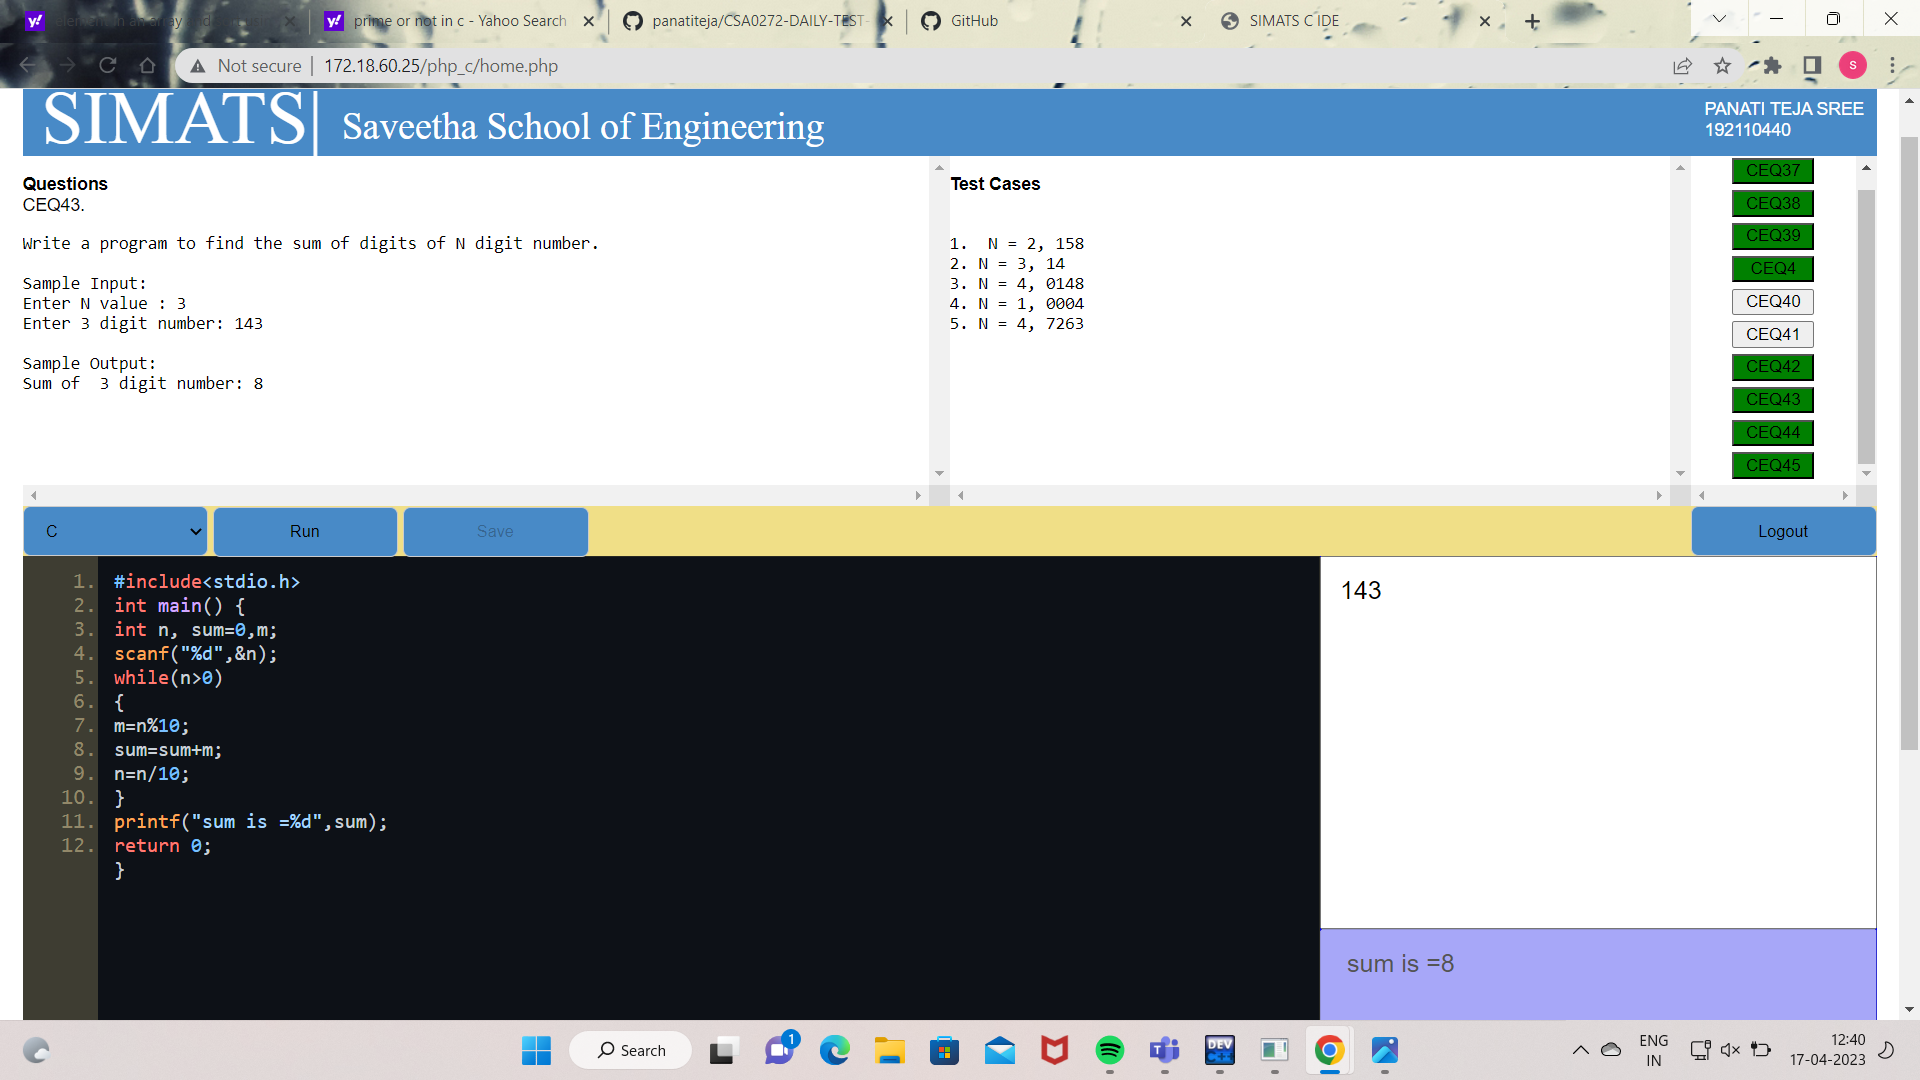 element in an array
prime or not in c - Yahoo Search
panatiteja/CSA0272-DAILY-TEST-
GitHub
SIMATS C IDE
Not secure
172.18.60.25/php_c/home.php
S
SIMATS
Saveetha School of Engineering
PANATI TEJA SREE
192110440
Questions
CEQ43.
Write a program to find the sum of digits of N digit number.
Sample Input:
Enter N value : 3
Enter 3 digit number: 143
Sample Output:
Sum of  3 digit number: 8
Test Cases
1.  N = 2, 158
2. N = 3, 14
3. N = 4, 0148
4. N = 1, 0004
5. N = 4, 7263
CEQ37
CEQ38
CEQ39
CEQ4
CEQ40
CEQ41
CEQ42
CEQ43
CEQ44
CEQ45
C
Run
Save
Logout
1. #include<stdio.h>
2. int main() {
3. int n, sum=0,m;
4. scanf("%d",&n);
5. while(n>0)
6. {
7. m=n%10;
8. sum=sum+m;
9. n=n/10;
10. }
11. printf("sum is =%d",sum);
12. return 0;
}
143
sum is =8
Search
1
DEV
C++
ENG
IN
12:40
17-04-2023